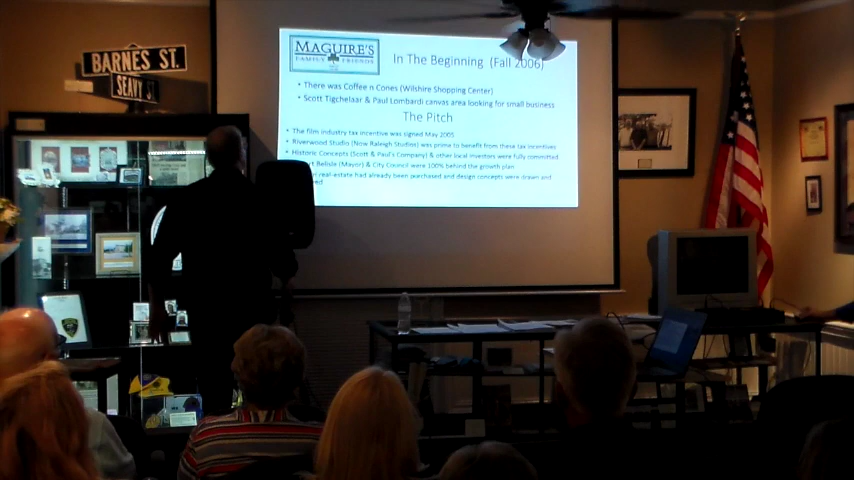 BARNES ST.
SEAVY ST.
MAGUIRE'S
FAMILY & FRIENDS
In The Beginning (Fall 2006)
• There was Coffee n Cones (Wilshire Shopping Center)
• Scott Tigchelaar & Paul Lombardi canvas area looking for small business
The Pitch
• The film industry tax incentive was signed May 2005
• Riverwood Studio (Now Raleigh Studios) was prime to benefit from these tax incentives
• Historic Concepts (Scott & Paul's Company) & other local investors were fully committed
Belisle (Mayor) & City Council were 100% behind the growth plan
real-estate had already been purchased and design concepts were drawn and